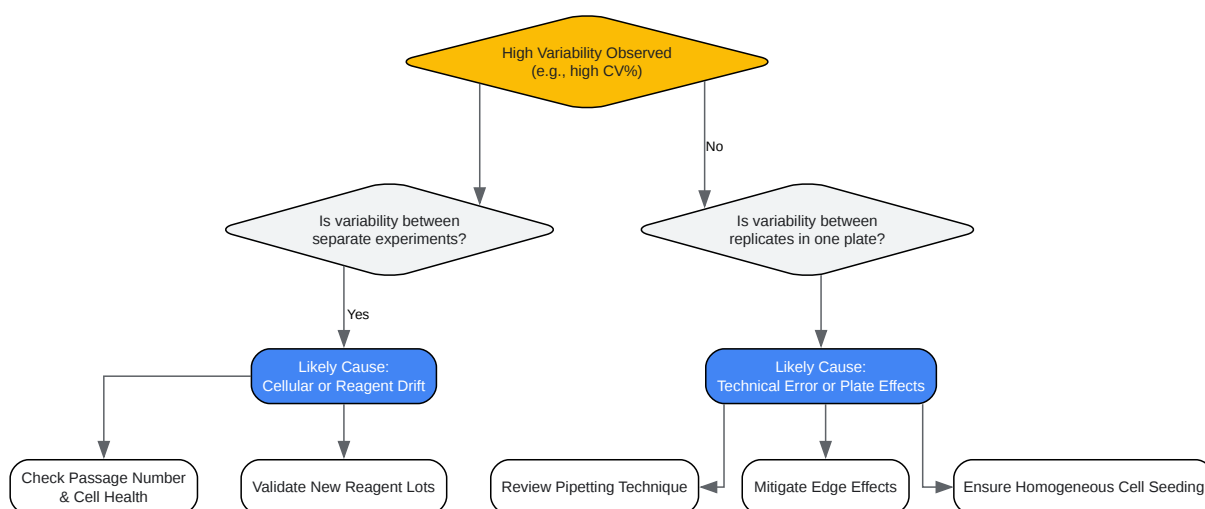 High Variability Observed
(e.g., high CV%)
No
Is variability between
separate experiments?
Is variability between
replicates in one plate?
Yes
Likely Cause:
Cellular or Reagent Drift
Likely Cause:
Technical Error or Plate Effects
Check Passage Number
& Cell Health
Validate New Reagent Lots
Review Pipetting Technique
Mitigate Edge Effects
Ensure Homogeneous Cell Seeding